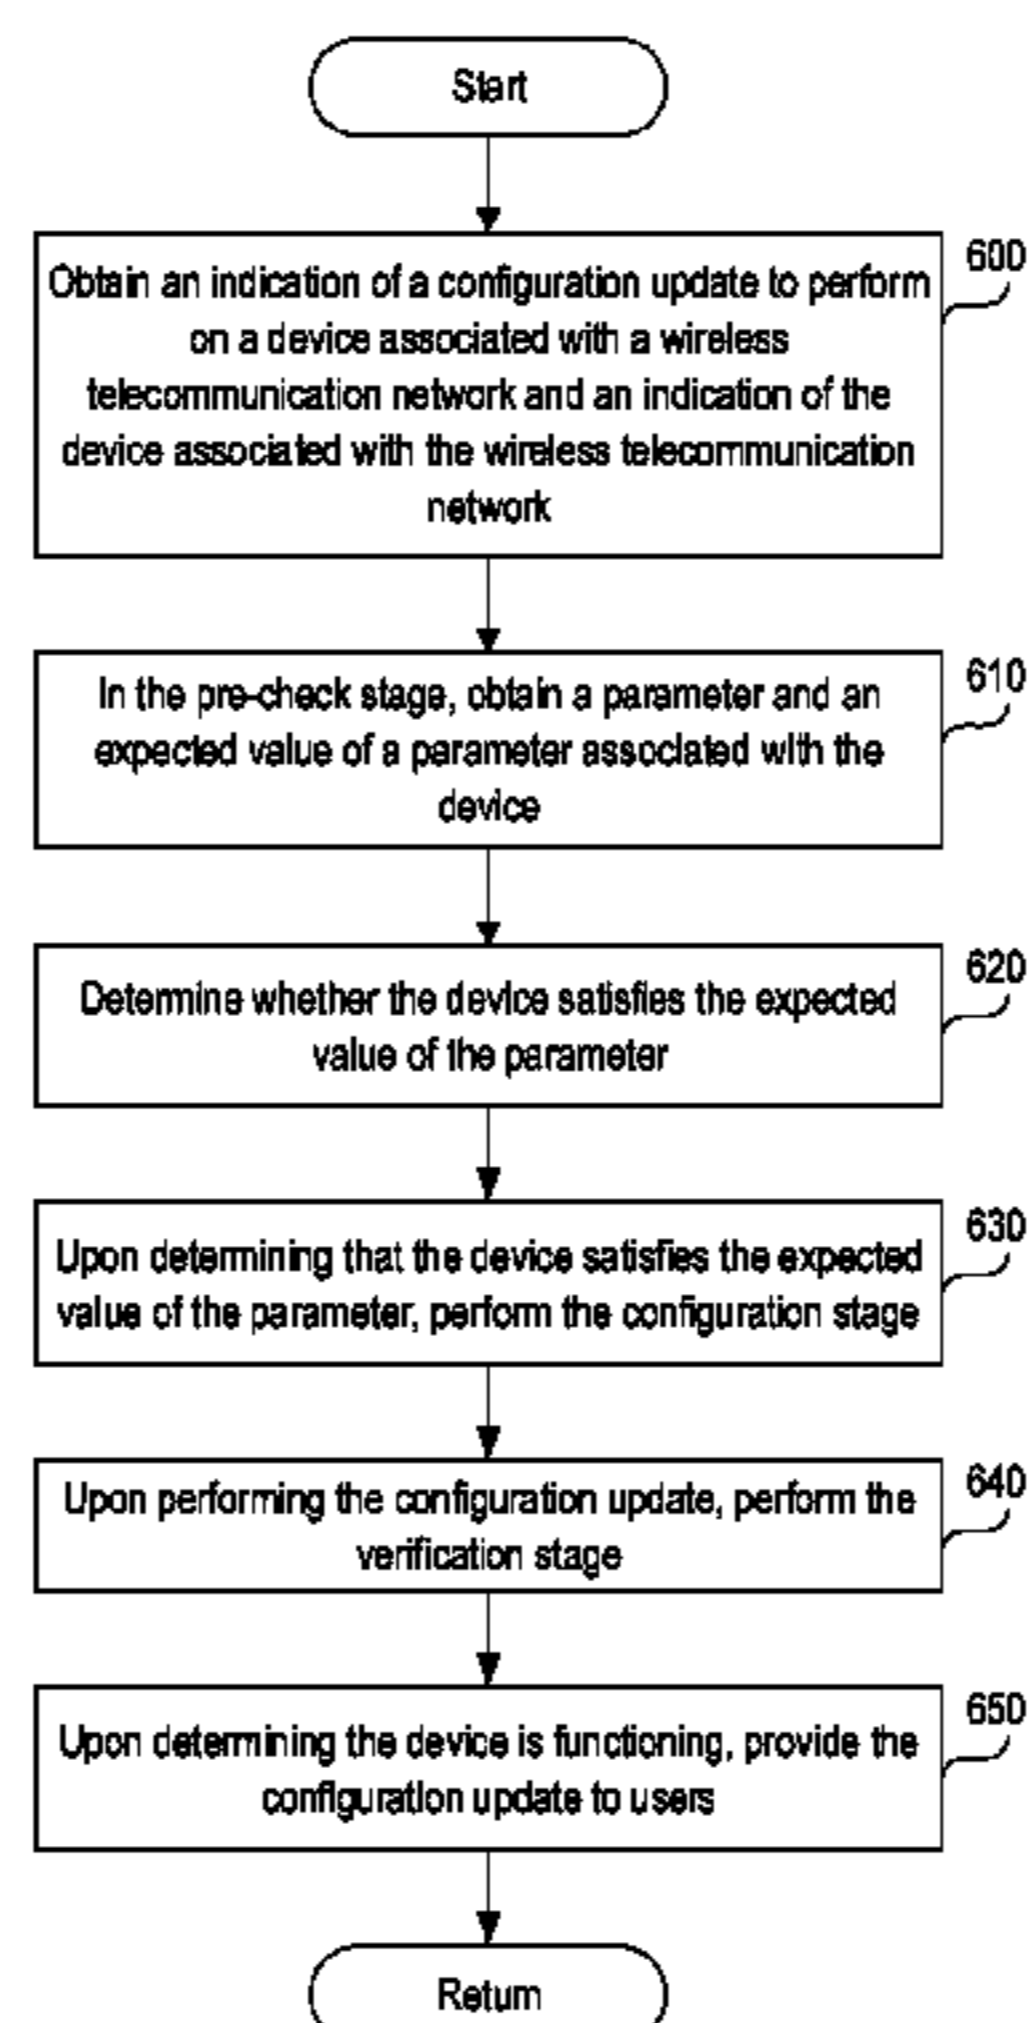 Start
600
Obtain an indication of a configuration update to perform
on a device associated with a wireless
telecommunication network and an indication of the
device associated with the wireless telecommunication
network
610
In the pre-check stage, obtain a parameter and an
expected value of a parameter associated with the
device
620
Determine whether the device satisfies the expected
value of the parameter
630
Upon determining that the device satisfies the expected
value of the parameter, perform the configuration stage
640
Upon performing the configuration update, perform the
verification stage
650
Upon determining the device is functioning, provide the
configuration update to users
Return